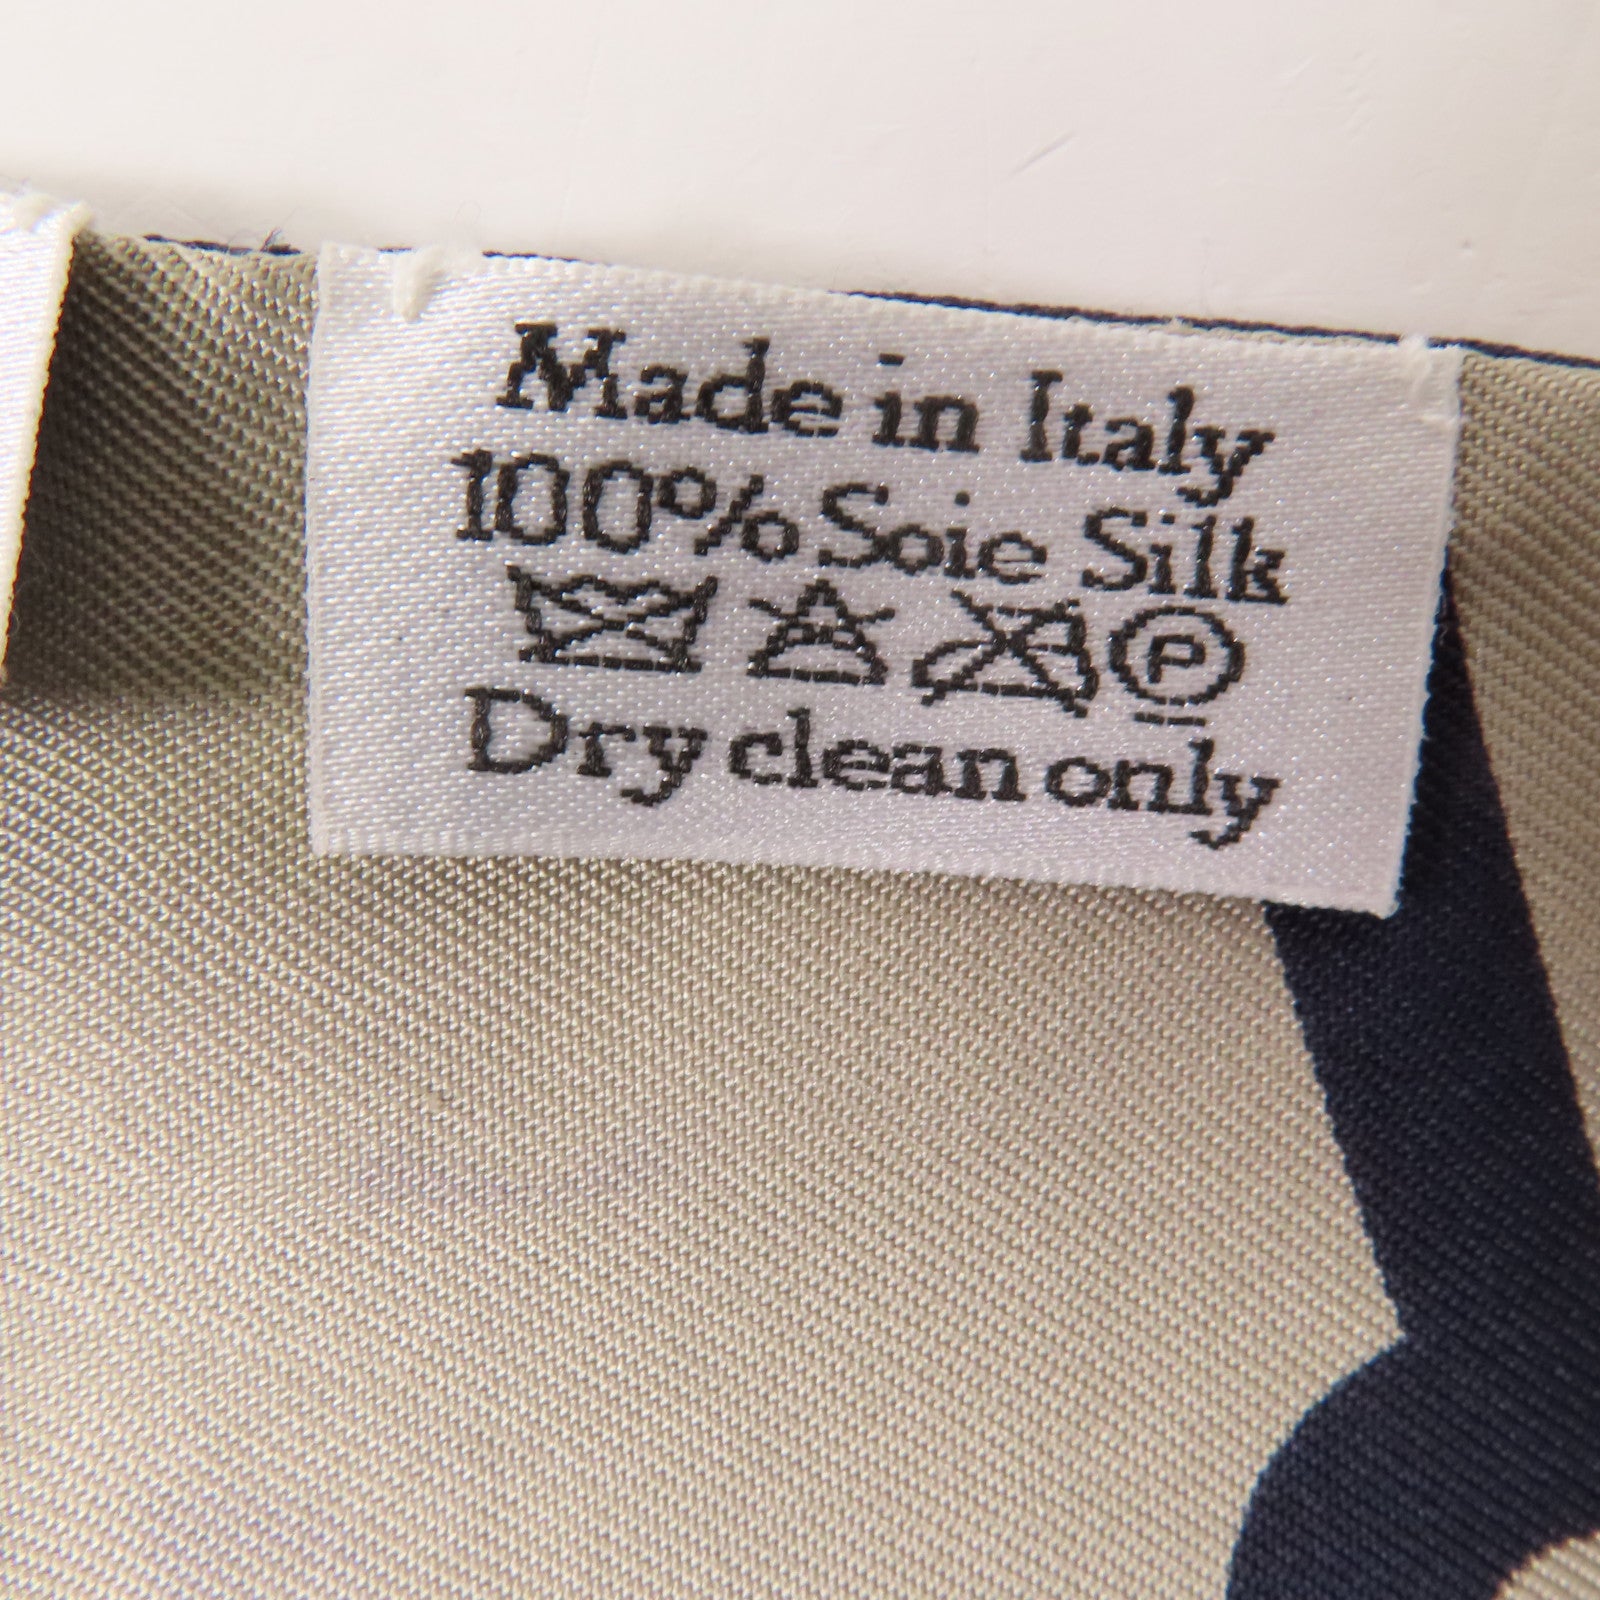 Made in Italy
100% Soie Silk
P
Dry clean only